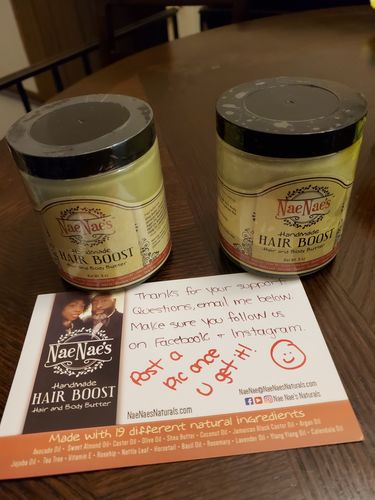 NaeNae's
Handmade
HAIR BOOST
Hair and Body Butter
NaeNae's
Handmade
HAIR BOOST
Hair and Body Butter
Thanks for your support
Questions, email me below.
Make sure you follow us
on Facebook + Instagram.
Post a
pic once
u get it!
NaeNae's
Handmade
HAIR BOOST
Hair and Body Butter
NaeNaesNaturals.com
NaeNae@NaeNaesNaturals.com
Nae Nae's Naturals
Made with 19 different natural ingredients
Avocado Oil • Sweet Almond Oil • Castor Oil • Olive Oil • Shea Butter • Coconut Oil • Jamaican Black Castor Oil • Argan Oil
Jojoba Oil • Tea Tree • Vitamin E • Rosehip • Nettle Leaf • Horsetail • Basil Oil • Rosemary • Lavender Oil • Ylang Ylang Oil • Calendula Oil